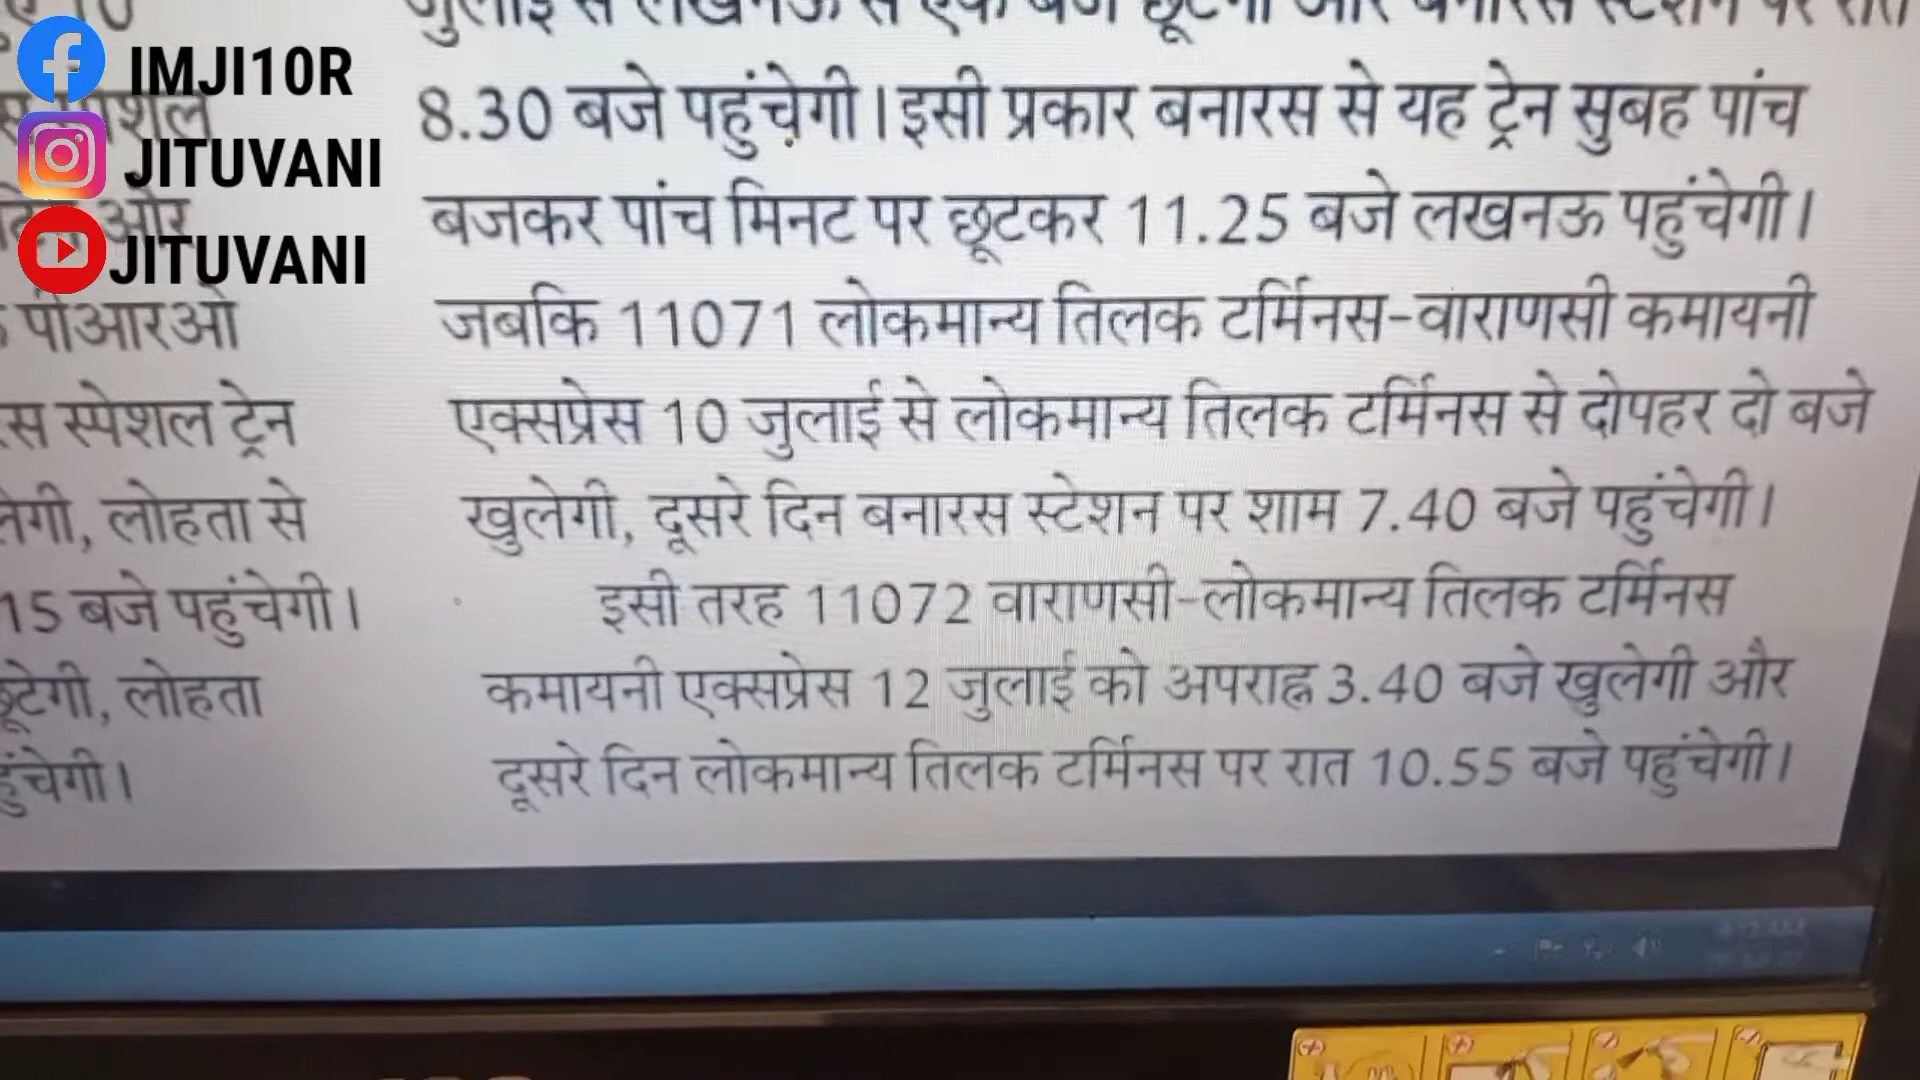 IMJI10R
JITUVANI
JITUVANI
पीआरओ
स्पेशल ट्रेन
लोहता से
15 बजे पहुंचेगी।
लोहता
8.30 बजे पहुंचेगी। इसी प्रकार बनारस से यह ट्रेन सुबह पांच
बजकर पांच मिनट पर छूटकर 11.25 बजे लखनऊ पहुंचेगी।
जबकि 11071 लोकमान्य तिलक टर्मिनस-वाराणसी कमायनी
एक्सप्रेस 10 जुलाई से लोकमान्य तिलक टर्मिनस से दोपहर दो बजे
खुलेगी, दूसरे दिन बनारस स्टेशन पर शाम 7.40 बजे पहुंचेगी।
इसी तरह 11072 वाराणसी-लोकमान्य तिलक टर्मिनस
कमायनी एक्सप्रेस 12 जुलाई को अपराह्न 3.40 बजे खुलेगी और
दूसरे दिन लोकमान्य तिलक टर्मिनस पर रात 10.55 बजे पहुंचेगी।